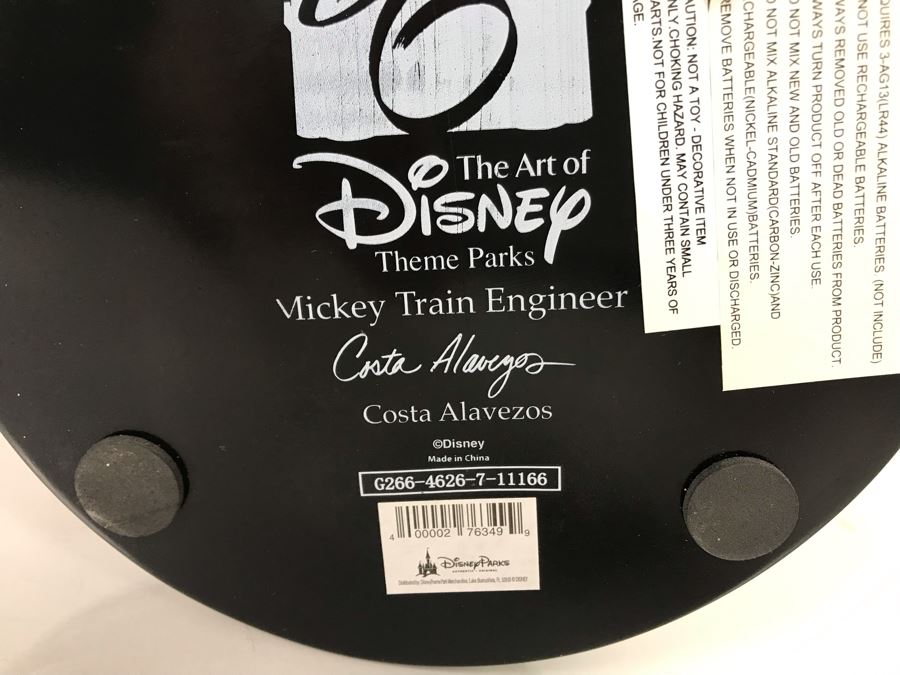 The Art of
Disney
Theme Parks
Mickey Train Engineer
Costa Alavezos
Costa Alavezos
©Disney
Made in China
G266-4626-7-11166
4 00002 76349 9
Disney Parks
AUTHENTIC • ORIGINAL
AUTION: NOT A TOY - DECORATIVE ITEM
NLY.CHOKING HAZARD. MAY CONTAIN SMALL
ARTS.NOT FOR CHILDREN UNDER THREE YEARS OF
GE.
QUIRES 3-AG13(LR44) ALKALINE BATTERIES (NOT INCLUDE)
NOT USE RECHARGEABLE BATTERIES.
WAYS REMOVED OLD OR DEAD BATTERIES FROM PRODUCT.
WAYS TURN PRODUCT OFF AFTER EACH USE.
O NOT MIX NEW AND OLD BATTERIES.
O NOT MIX ALKALINE STANDARD(CARBON-ZINC)AND
CHARGEABLE(NICKEL-CADMIUM)BATTERIES.
EMOVE BATTERIES WHEN NOT IN USE OR DISCHARGED.